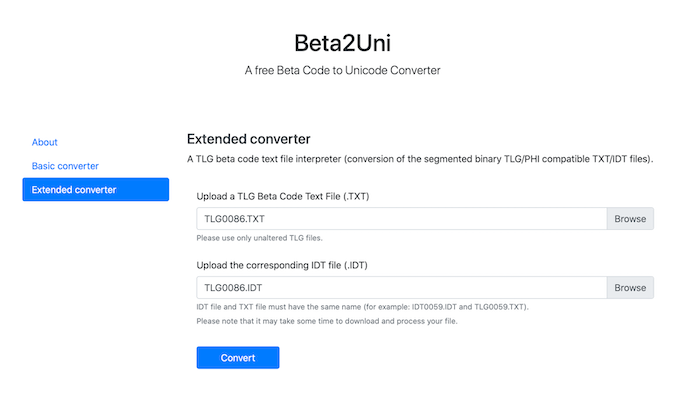 Beta2Uni
A free Beta Code to Unicode Converter
About
Basic converter
Extended converter
Extended converter
A TLG beta code text file interpreter (conversion of the segmented binary TLG/PHI compatible TXT/IDT files).
Upload a TLG Beta Code Text File (.TXT)
TLG0086.TXT Browse
Please use only unaltered TLG files.
Upload the corresponding IDT file (.IDT)
TLG0086.IDT Browse
IDT file and TXT file must have the same name (for example: IDT0059.IDT and TLG0059.TXT).
Please note that it may take some time to download and process your file.
Convert